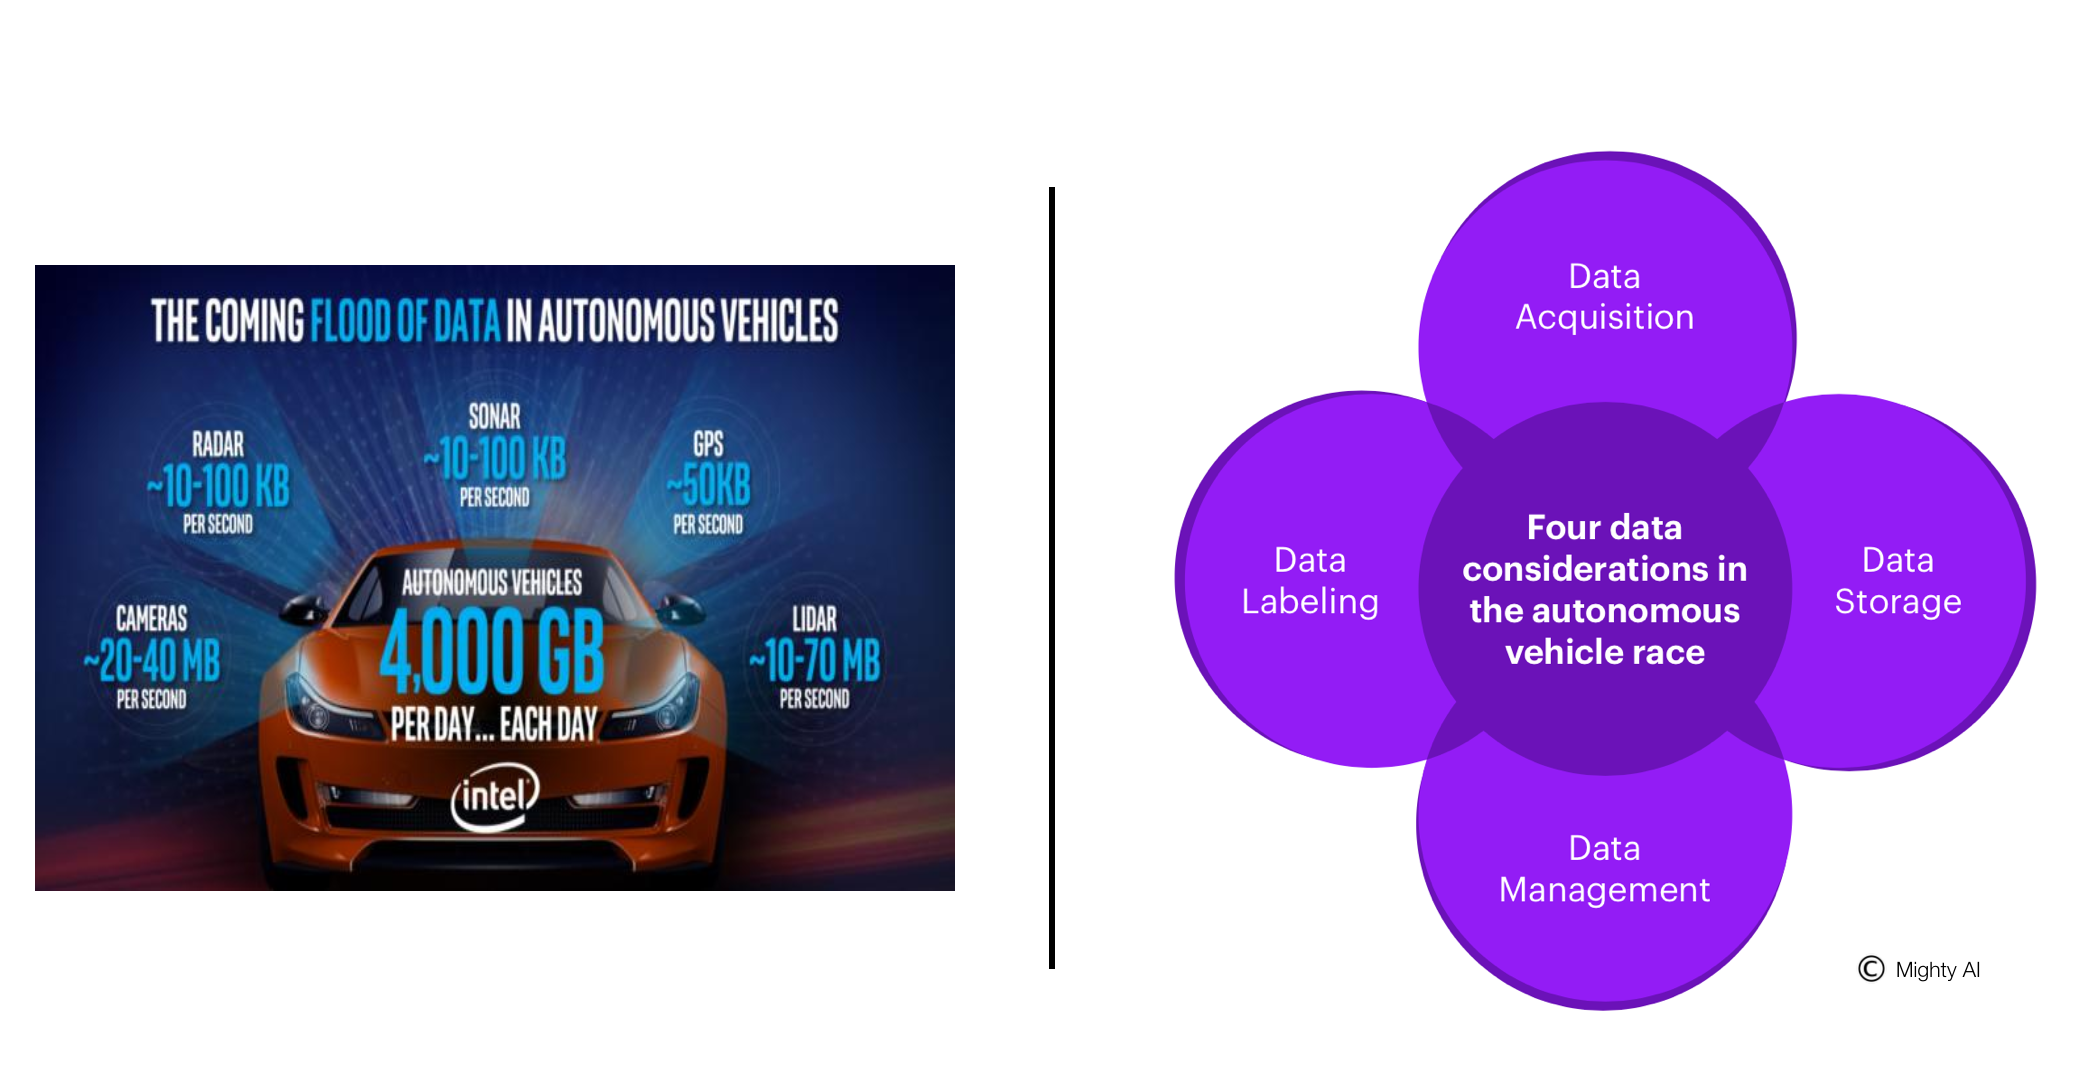 THE COMING FLOOD OF DATA IN AUTONOMOUS VEHICLES
RADAR
~10-100 KB
PER SECOND
SONAR
~10-100 KB
PER SECOND
GPS
~50KB
PER SECOND
CAMERAS
~20-40 MB
PER SECOND
AUTONOMOUS VEHICLES
4,000 GB
PER DAY... EACH DAY
intel
LIDAR
~10-70 MB
PER SECOND
Data
Acquisition
Data
Labeling
Four data
considerations in
the autonomous
vehicle race
Data
Storage
Data
Management
© Mighty AI